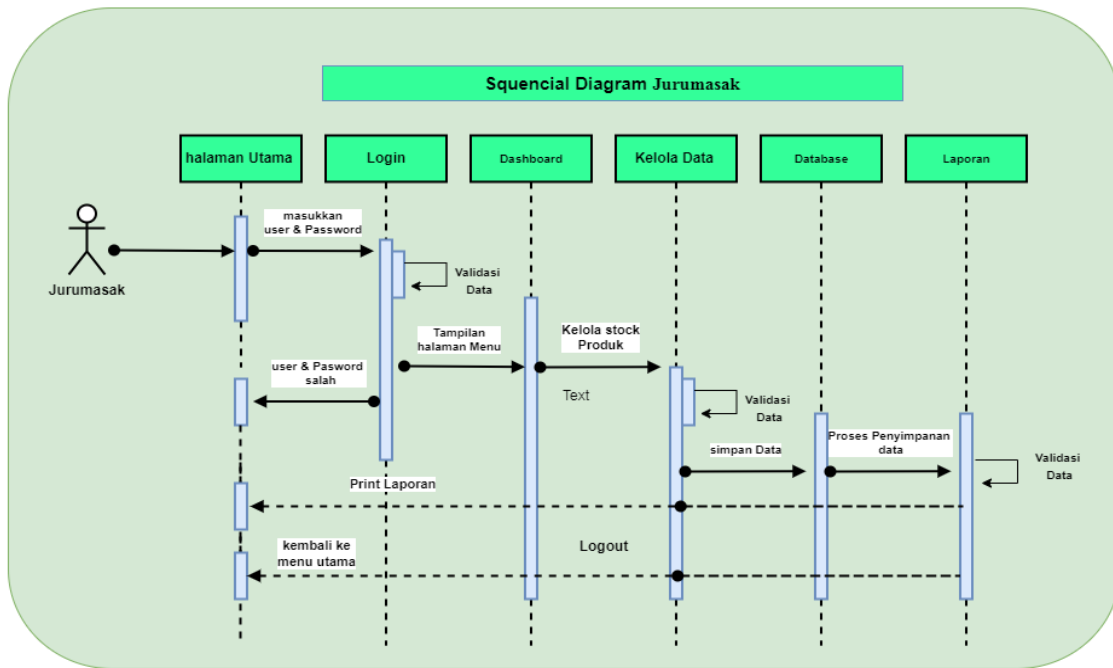 Squencial Diagram Jurumasak
halaman Utama
Login
Dashboard
Kelola Data
Database
Laporan
masukkan
user & Password
Jurumasak
Validasi
Data
Tampilan
halaman Menu
Kelola stock
Produk
user & Pasword
salah
Text
Validasi
Data
simpan Data
Proses Penyimpanan
data
Validasi
Data
Print Laporan
kembali ke
menu utama
Logout